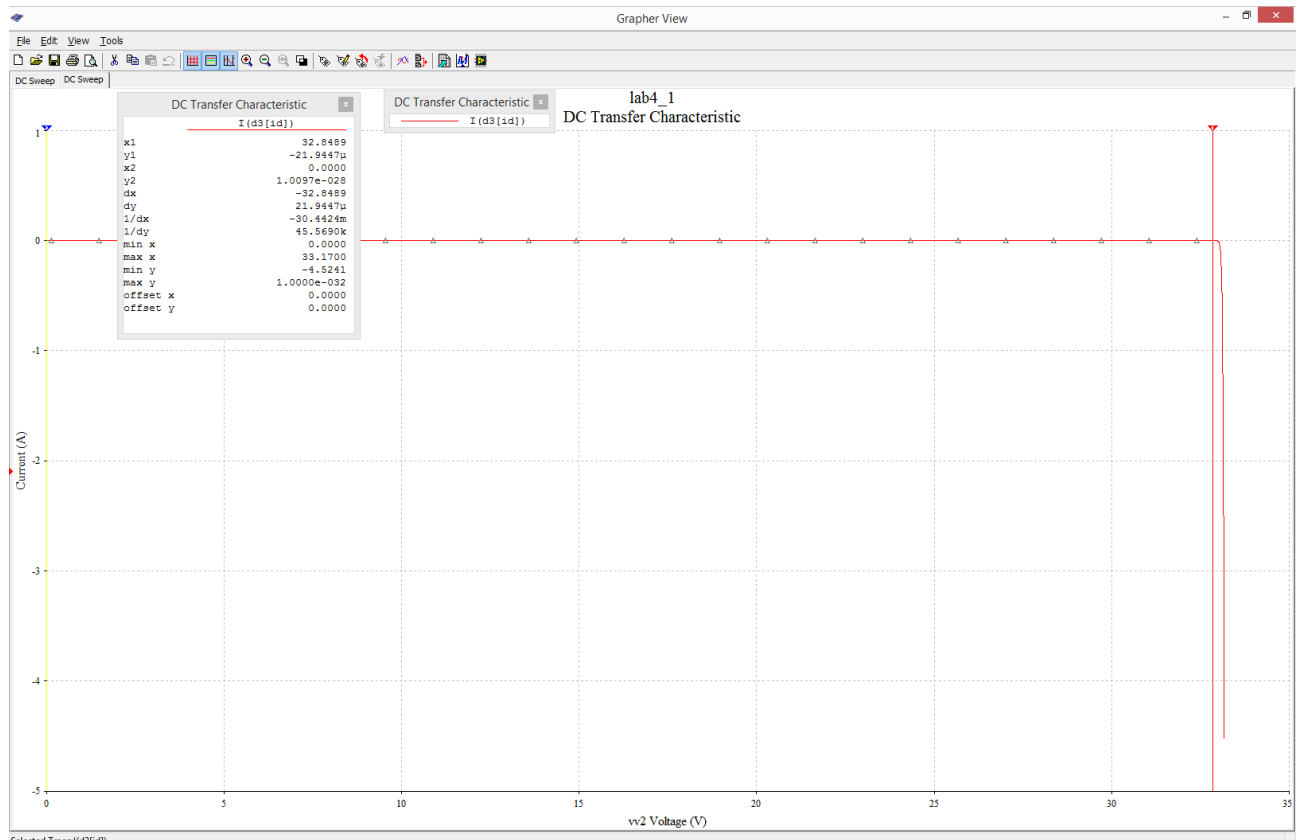 Grapher View
File Edit View Tools
DC Sweep DC Sweep
lab4_1
DC Transfer Characteristic
DC Transfer Characteristic x
I(d3[id])
x1 32.8489
y1 -21.9447µ
x2 0.0000
y2 1.0097e-028
dx -32.8489
dy 21.9447µ
1/dx -30.4424m
1/dy 45.5690k
min x 0.0000
max x 33.1700
min y -4.5241
max y 1.0000e-032
offset x 0.0000
offset y 0.0000
DC Transfer Characteristic x
I(d3[id])
1
0
-1
-2
-3
-4
-5
Current (A)
0 5 10 15 20 25 30 35
vv2 Voltage (V)